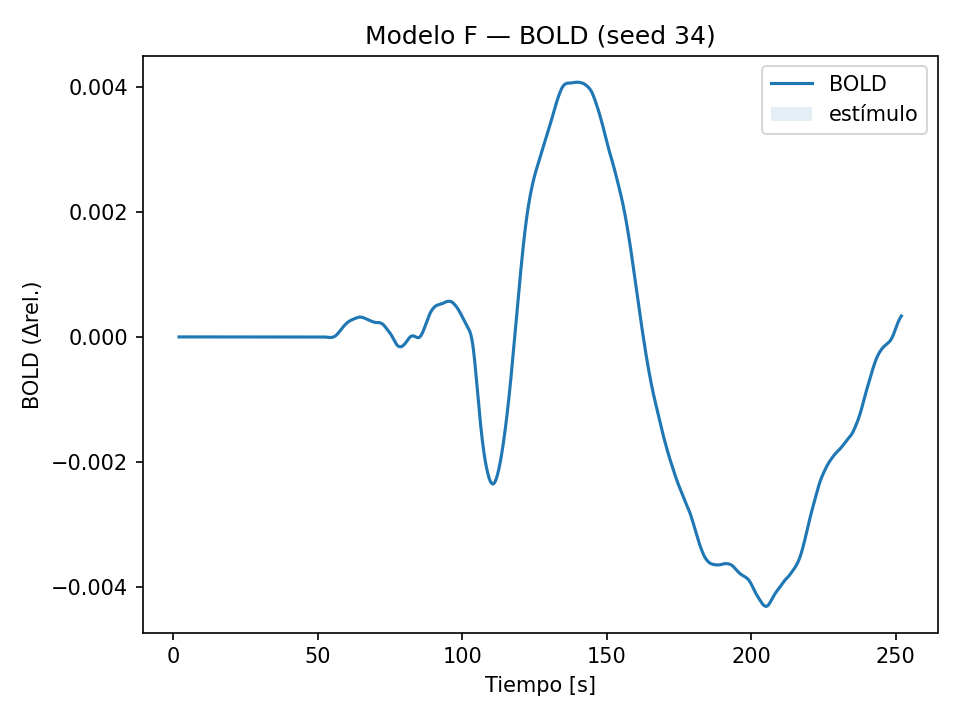 Modelo F — BOLD (seed 34)
BOLD
estímulo
0.004
0.002
0.000
−0.002
−0.004
BOLD (Δrel.)
0
50
100
150
200
250
Tiempo [s]